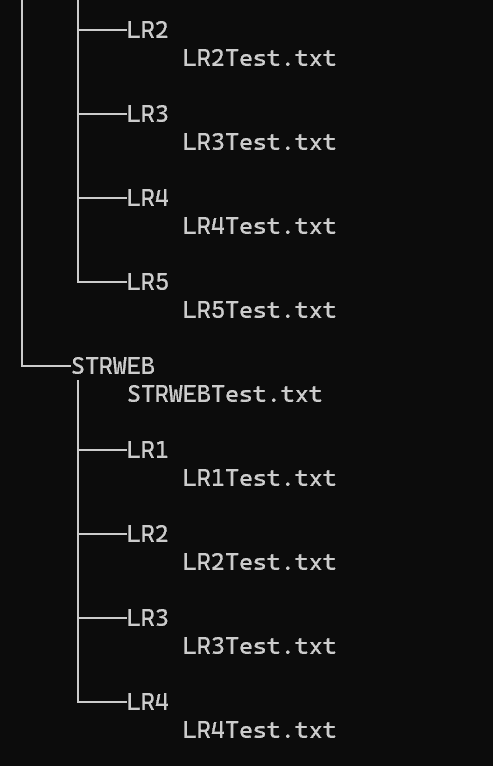 LR2
LR2Test.txt
LR3
LR3Test.txt
LR4
LR4Test.txt
LR5
LR5Test.txt
STRWEB
STRWEBTest.txt
LR1
LR1Test.txt
LR2
LR2Test.txt
LR3
LR3Test.txt
LR4
LR4Test.txt